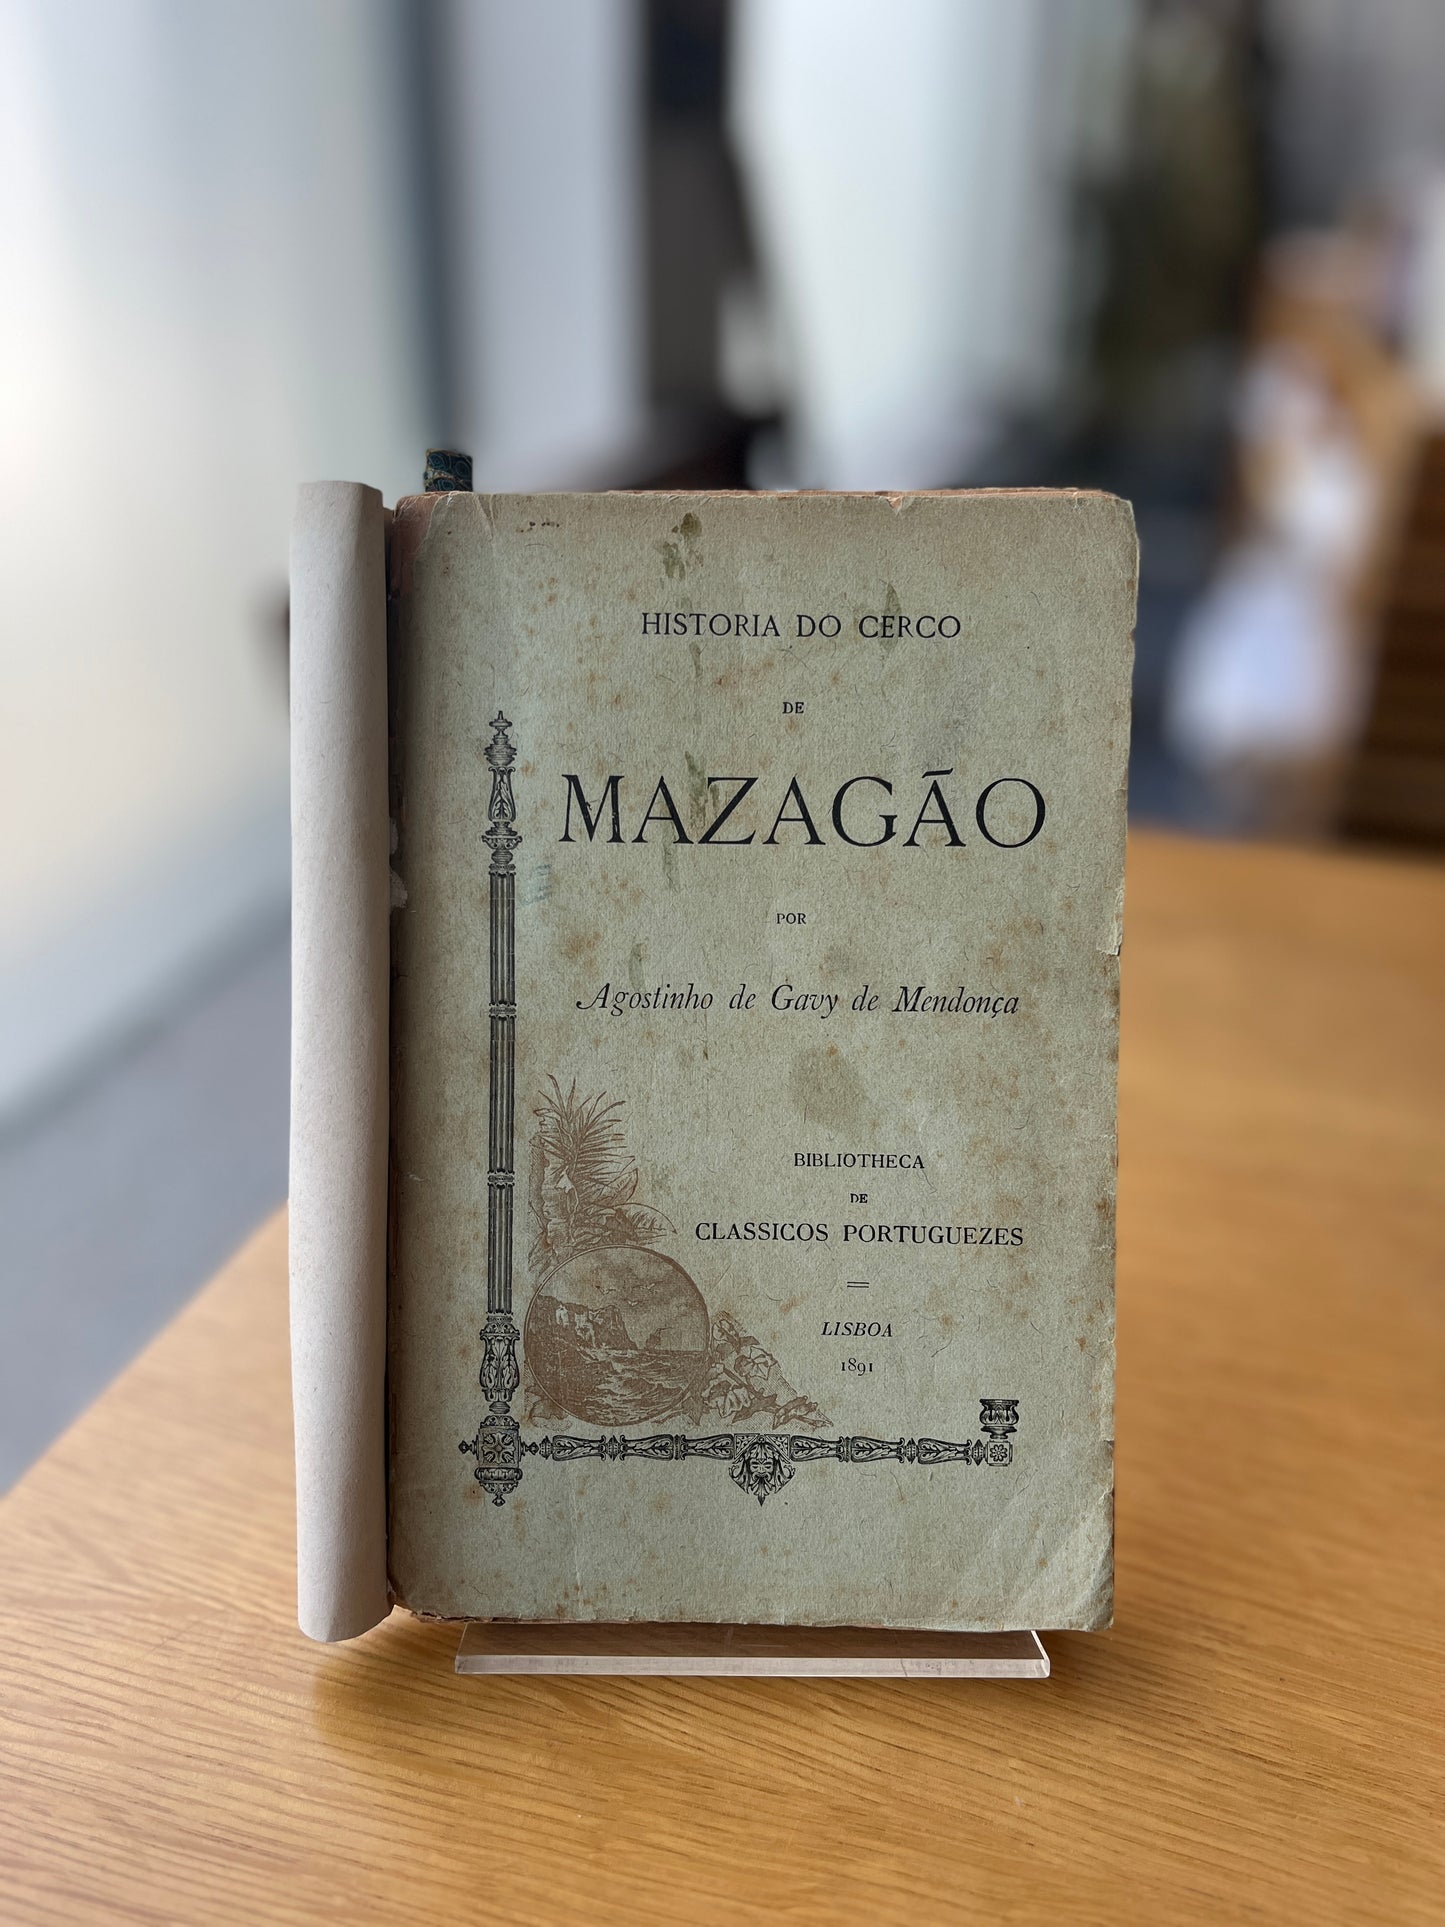 HISTORIA DO CERCO
DE
MAZAGÃO
POR
Agostinho de Gavy de Mendonça
BIBLIOTHECA
DE
CLASSICOS PORTUGUEZES
LISBOA
1891